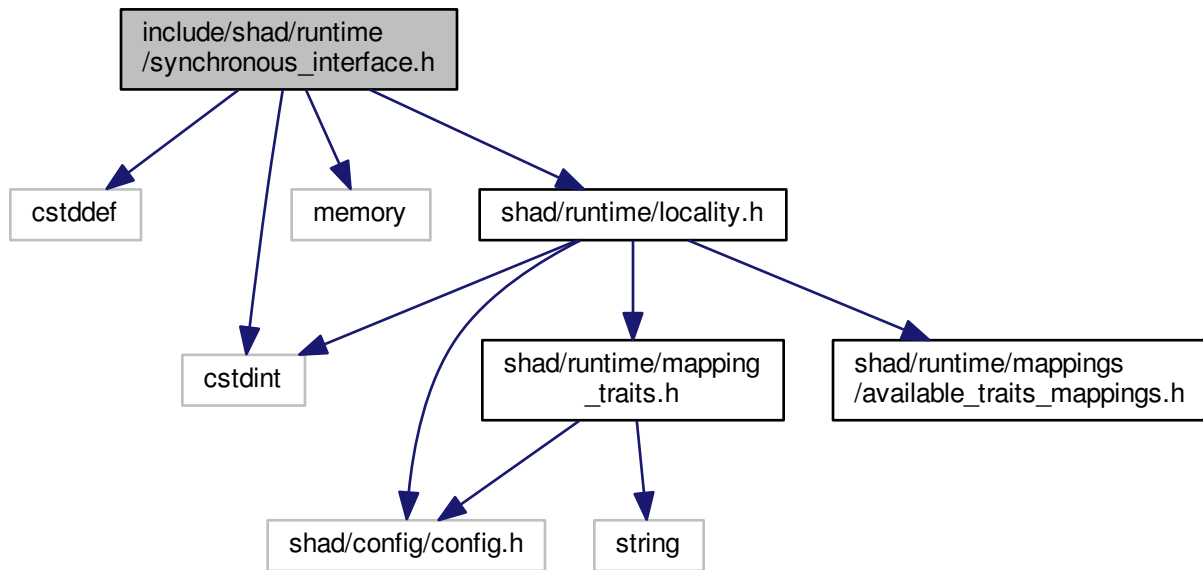 include/shad/runtime
/synchronous_interface.h
cstddef
memory
shad/runtime/locality.h
cstdint
shad/runtime/mapping
_traits.h
shad/runtime/mappings
/available_traits_mappings.h
shad/config/config.h
string